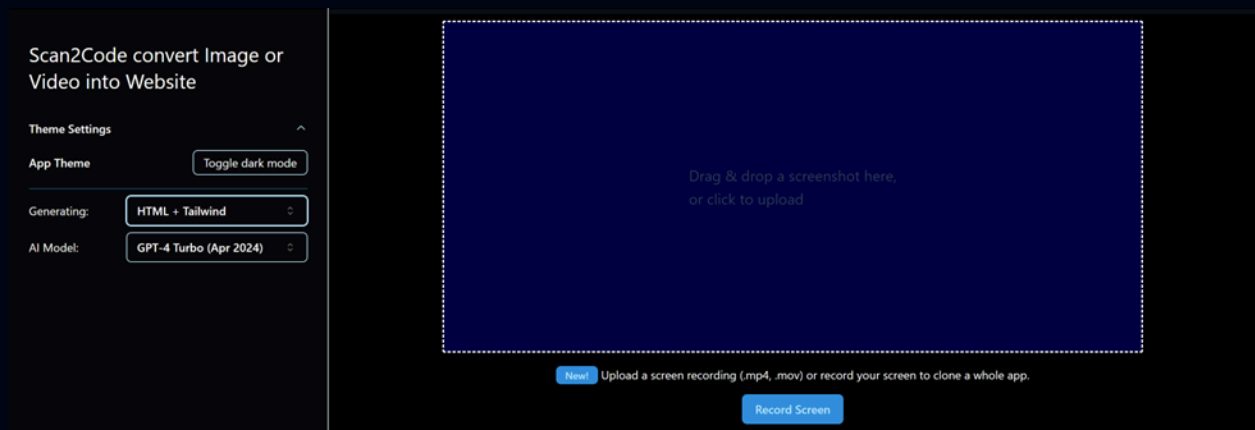 Scan2Code convert Image or
Video into Website
Theme Settings
App Theme
Toggle dark mode
Generating:
HTML + Tailwind
AI Model:
GPT-4 Turbo (Apr 2024)
Drag & drop a screenshot here,
or click to upload
New! Upload a screen recording (.mp4, .mov) or record your screen to clone a whole app.
Record Screen